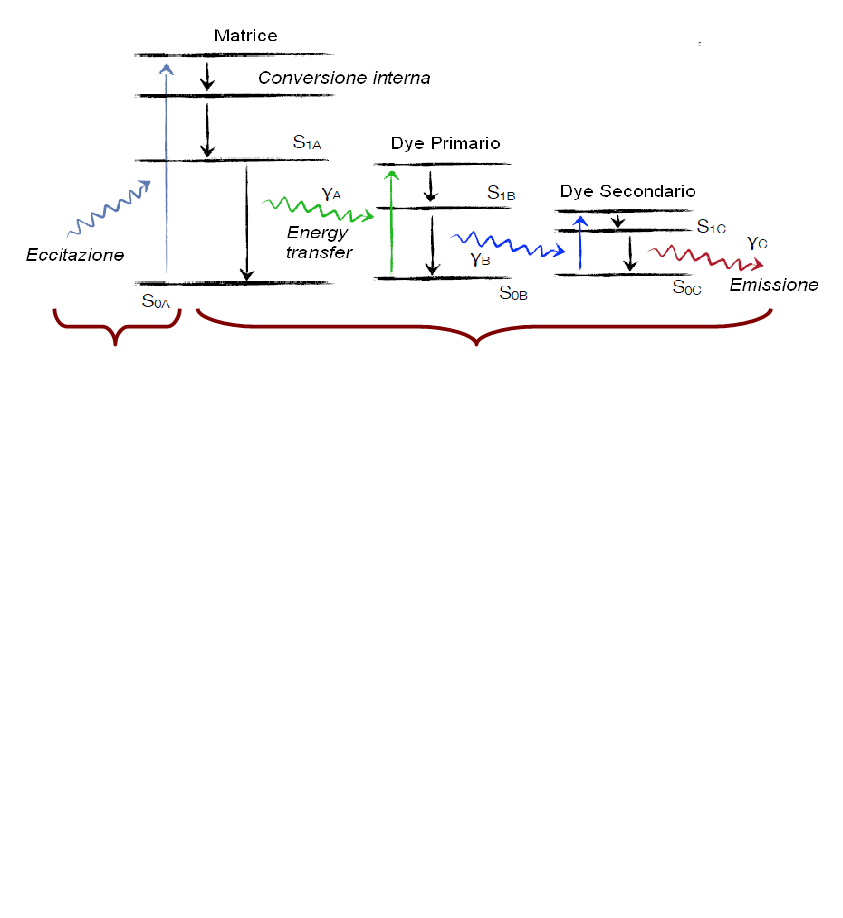 Matrice
Conversione interna
S1A
Dye Primario
γA
S1B
Dye Secondario
Eccitazione
Energy
transfer
γB
S1C
γC
S0A
S0B
S0C
Emissione